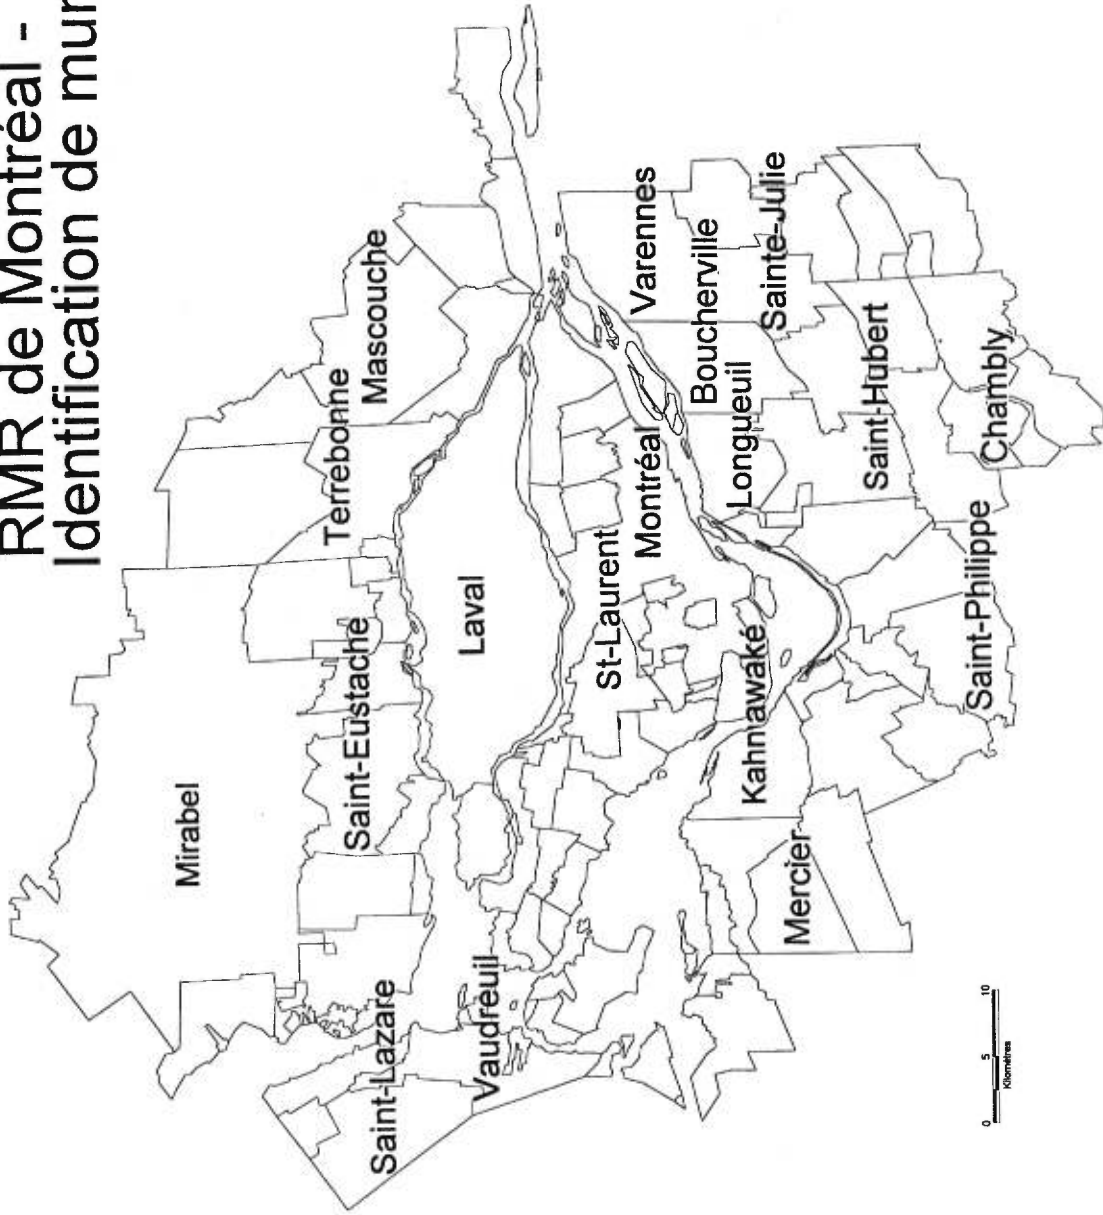 RMR de Montréal -
Identification de mur
Mascouche
Terrebonne
Varennes
Boucherville
Sainte-Julie
Longueuil
Saint-Hubert
Chambly
Montréal
St-Laurent
Laval
Saint-Eustache
Mirabel
Kahnawaké
Saint-Philippe
Mercier
Vaudreuil
Saint-Lazare
0 5 10
Kilomètres